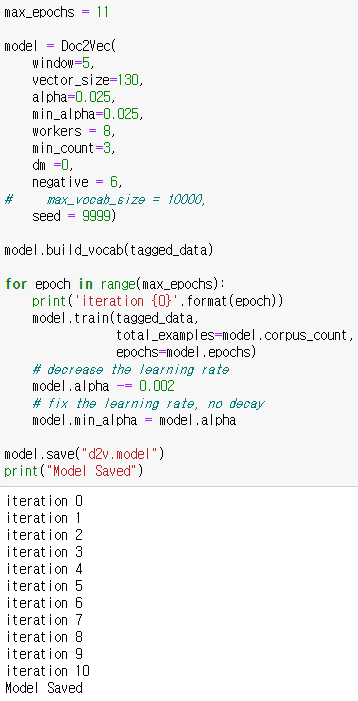 max_epochs = 11
model = Doc2Vec(
    window=5,
    vector_size=130,
    alpha=0.025,
    min_alpha=0.025,
    workers = 8,
    min_count=3,
    dm =0,
    negative = 6,
#     max_vocab_size = 10000,
    seed = 9999)
model.build_vocab(tagged_data)
for epoch in range(max_epochs):
    print('iteration {0}'.format(epoch))
    model.train(tagged_data,
                total_examples=model.corpus_count,
                epochs=model.epochs)
    # decrease the learning rate
    model.alpha -= 0.002
    # fix the learning rate, no decay
    model.min_alpha = model.alpha
model.save("d2v.model")
print("Model Saved")
iteration 0
iteration 1
iteration 2
iteration 3
iteration 4
iteration 5
iteration 6
iteration 7
iteration 8
iteration 9
iteration 10
Model Saved